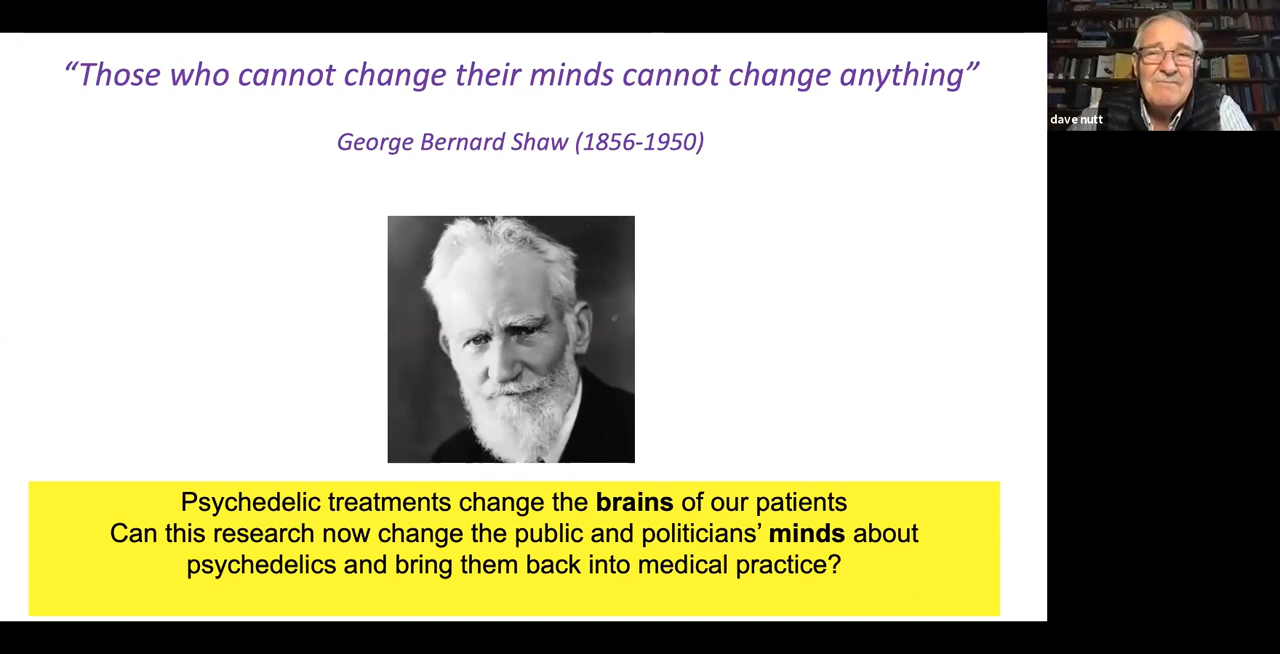 “Those who cannot change their minds cannot change anything”
George Bernard Shaw (1856-1950)
Psychedelic treatments change the brains of our patients
Can this research now change the public and politicians’ minds about
psychedelics and bring them back into medical practice?
dave nutt